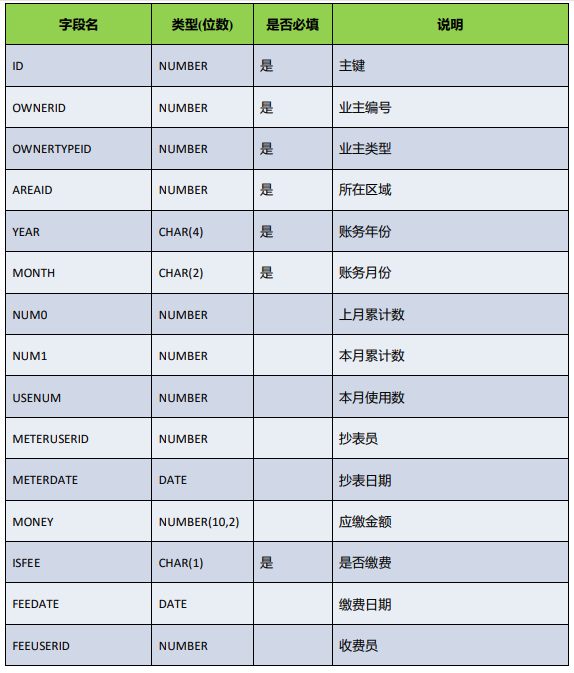 字段名 类型(位数) 是否必填 说明
ID NUMBER 是 主键
OWNERID NUMBER 是 业主编号
OWNERTYPEID NUMBER 是 业主类型
AREAID NUMBER 是 所在区域
YEAR CHAR(4) 是 账务年份
MONTH CHAR(2) 是 账务月份
NUM0 NUMBER 上月累计数
NUM1 NUMBER 本月累计数
USENUM NUMBER 本月使用数
METERUSERID NUMBER 抄表员
METERDATE DATE 抄表日期
MONEY NUMBER(10,2) 应缴金额
ISFEE CHAR(1) 是 是否缴费
FEEDATE DATE 缴费日期
FEEUSERID NUMBER 收费员